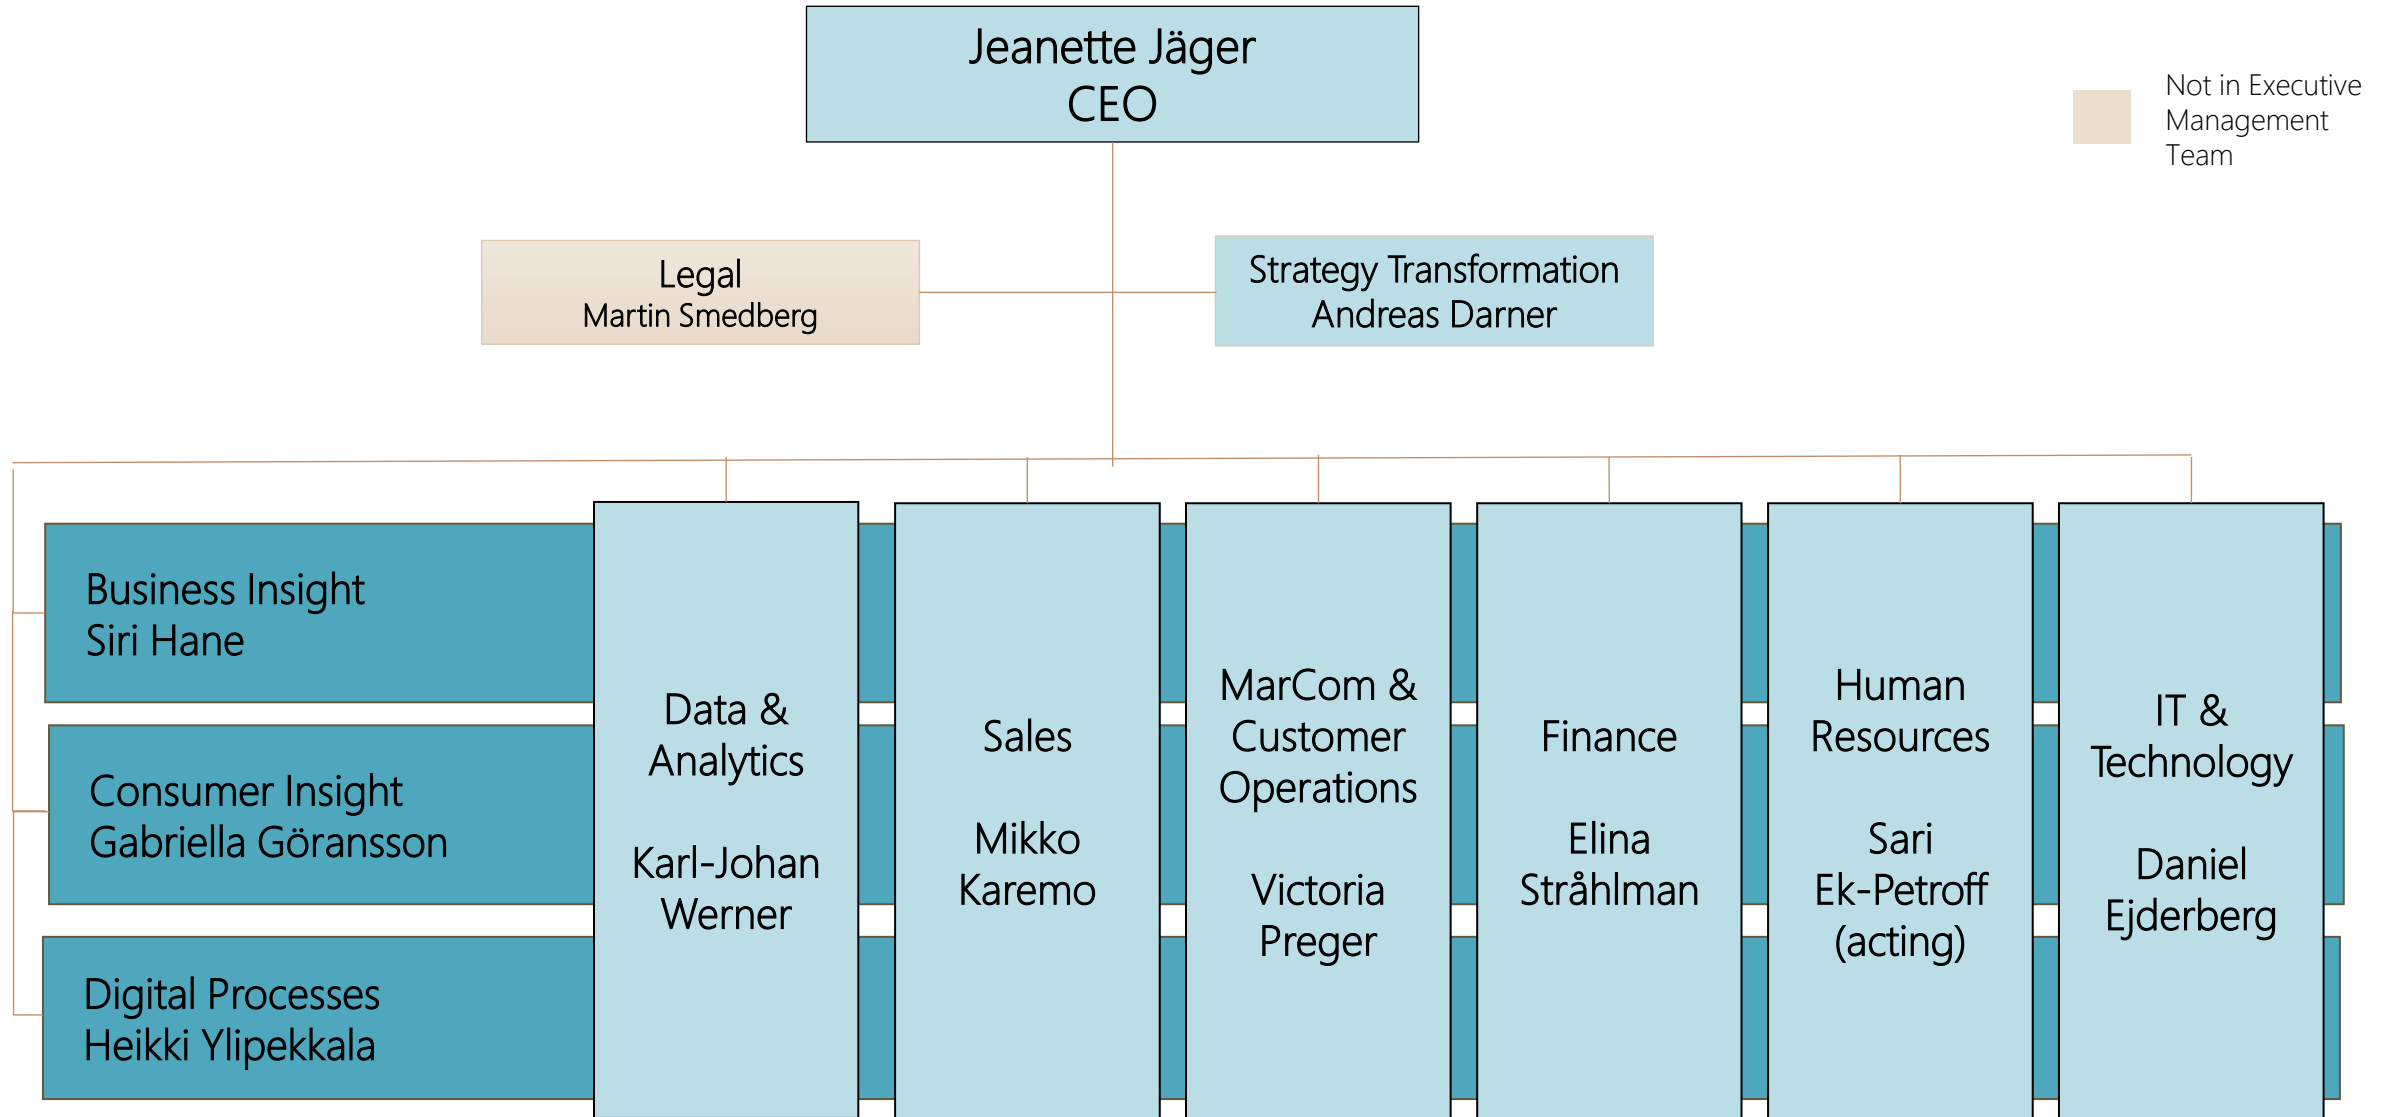 Jeanette Jäger
CEO
Not in Executive
Management
Team
Legal
Martin Smedberg
Strategy Transformation
Andreas Darner
Business Insight
Siri Hane
Consumer Insight
Gabriella Göransson
Digital Processes
Heikki Ylipekkala
Data &
Analytics
Karl-Johan
Werner
Sales
Mikko
Karemo
MarCom &
Customer
Operations
Victoria
Preger
Finance
Elina
Stråhlman
Human
Resources
Sari
Ek-Petroff
(acting)
IT &
Technology
Daniel
Ejderberg